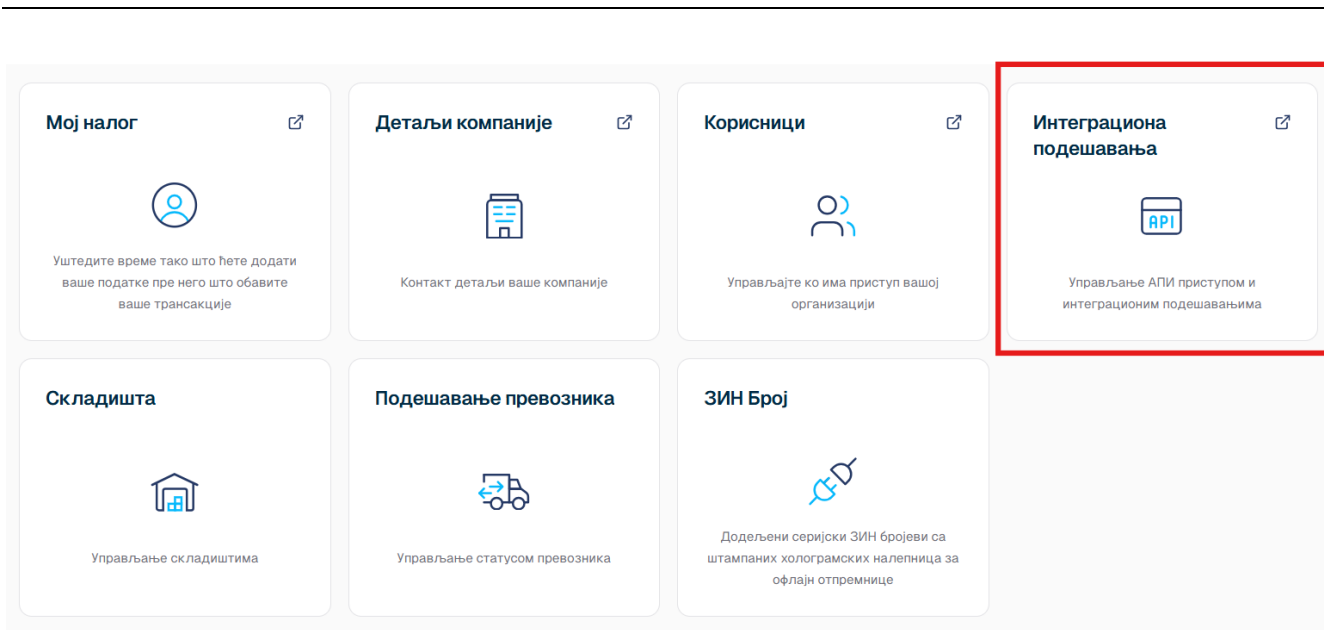 Мој налог
Уштедите време тако што ћете додати
ваше податке пре него што обавите
ваше трансакције
Детаљи компаније
Контакт детаљи ваше компаније
Корисници
Управљајте ко има приступ вашој
организацији
Интеграциона
подешавања
API
Управљање АПИ приступом и
интеграционим подешавањима
Складишта
Управљање складиштима
Подешавање превозника
Управљање статусом превозника
ЗИН Број
Додељени серијски ЗИН бројеви са
штампаних холограмских налепница за
офлајн отпремнице